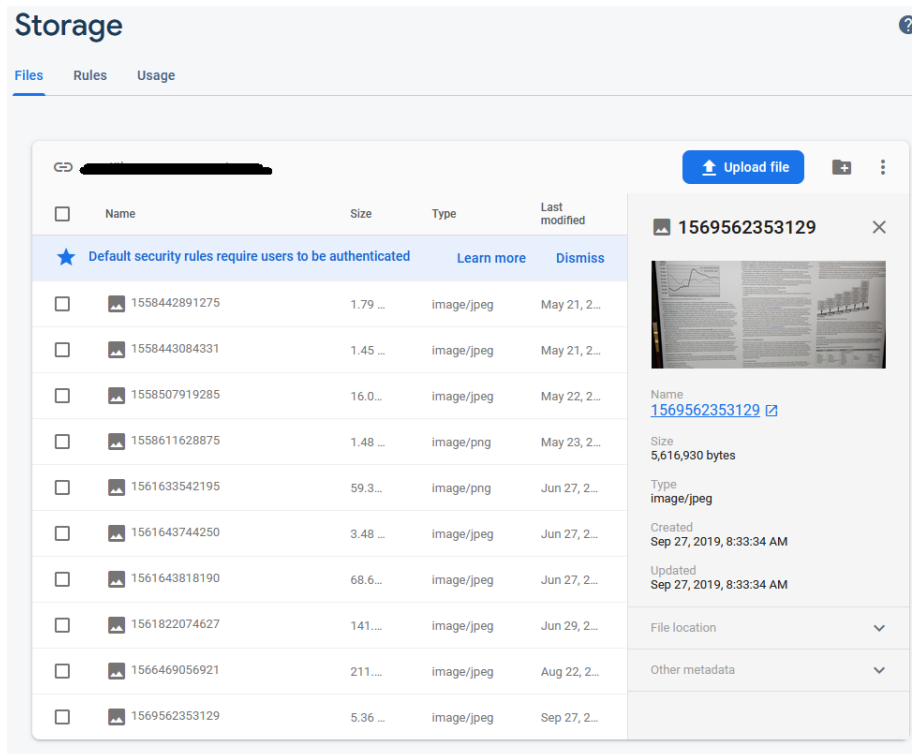 Storage
?
Files Rules Usage
Upload file
Name Size Type Last modified
Default security rules require users to be authenticated Learn more Dismiss
1558442891275 1.79 ... image/jpeg May 21, 2...
1558443084331 1.45 ... image/jpeg May 21, 2...
1558507919285 16.0... image/jpeg May 22, 2...
1558611628875 1.48 ... image/png May 23, 2...
1561633542195 59.3... image/png Jun 27, 2...
1561643744250 3.48 ... image/jpeg Jun 27, 2...
1561643818190 68.6... image/jpeg Jun 27, 2...
1561822074627 141.... image/jpeg Jun 29, 2...
1566469056921 211.... image/jpeg Aug 22, 2...
1569562353129 5.36 ... image/jpeg Sep 27, 2...
1569562353129
Name
1569562353129
Size
5,616,930 bytes
Type
image/jpeg
Created
Sep 27, 2019, 8:33:34 AM
Updated
Sep 27, 2019, 8:33:34 AM
File location
Other metadata